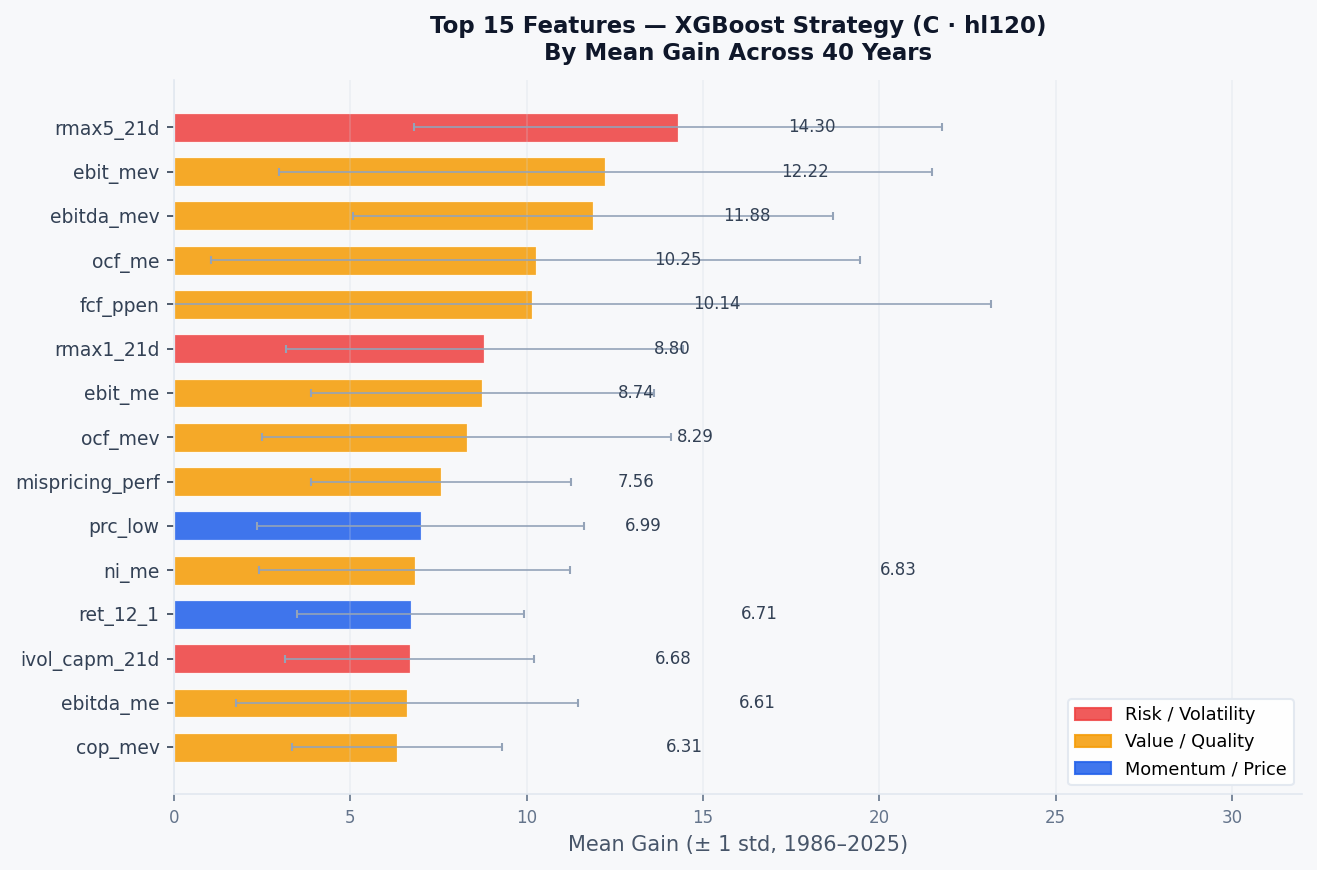 Top 15 Features — XGBoost Strategy (C · hl120)
By Mean Gain Across 40 Years
rmax5_21d 14.30
ebit_mev 12.22
ebitda_mev 11.88
ocf_me 10.25
fcf_ppen 10.14
rmax1_21d 8.80
ebit_me 8.74
ocf_mev 8.29
mispricing_perf 7.56
prc_low 6.99
ni_me 6.83
ret_12_1 6.71
ivol_capm_21d 6.68
ebitda_me 6.61
cop_mev 6.31
Risk / Volatility
Value / Quality
Momentum / Price
0 5 10 15 20 25 30
Mean Gain (± 1 std, 1986–2025)